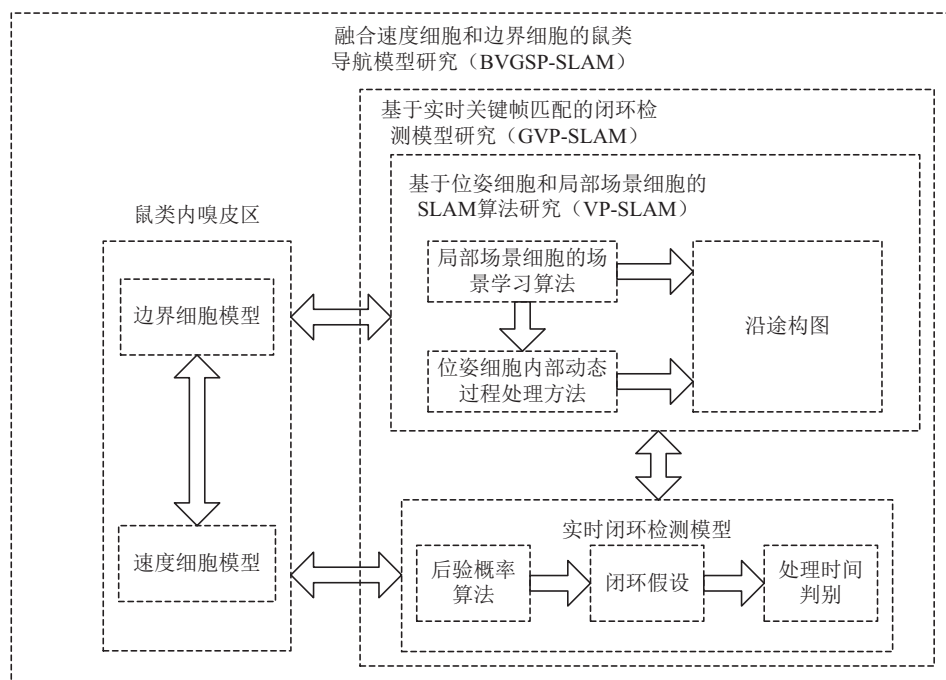 融合速度细胞和边界细胞的鼠类
导航模型研究（BVGSP-SLAM）
基于实时关键帧匹配的闭环检
测模型研究（GVP-SLAM）
基于位姿细胞和局部场景细胞的
SLAM算法研究（VP-SLAM）
鼠类内嗅皮区
边界细胞模型
速度细胞模型
局部场景细胞的场
景学习算法
位姿细胞内部动态
过程处理方法
沿途构图
实时闭环检测模型
后验概率
算法
闭环假设
处理时间
判别